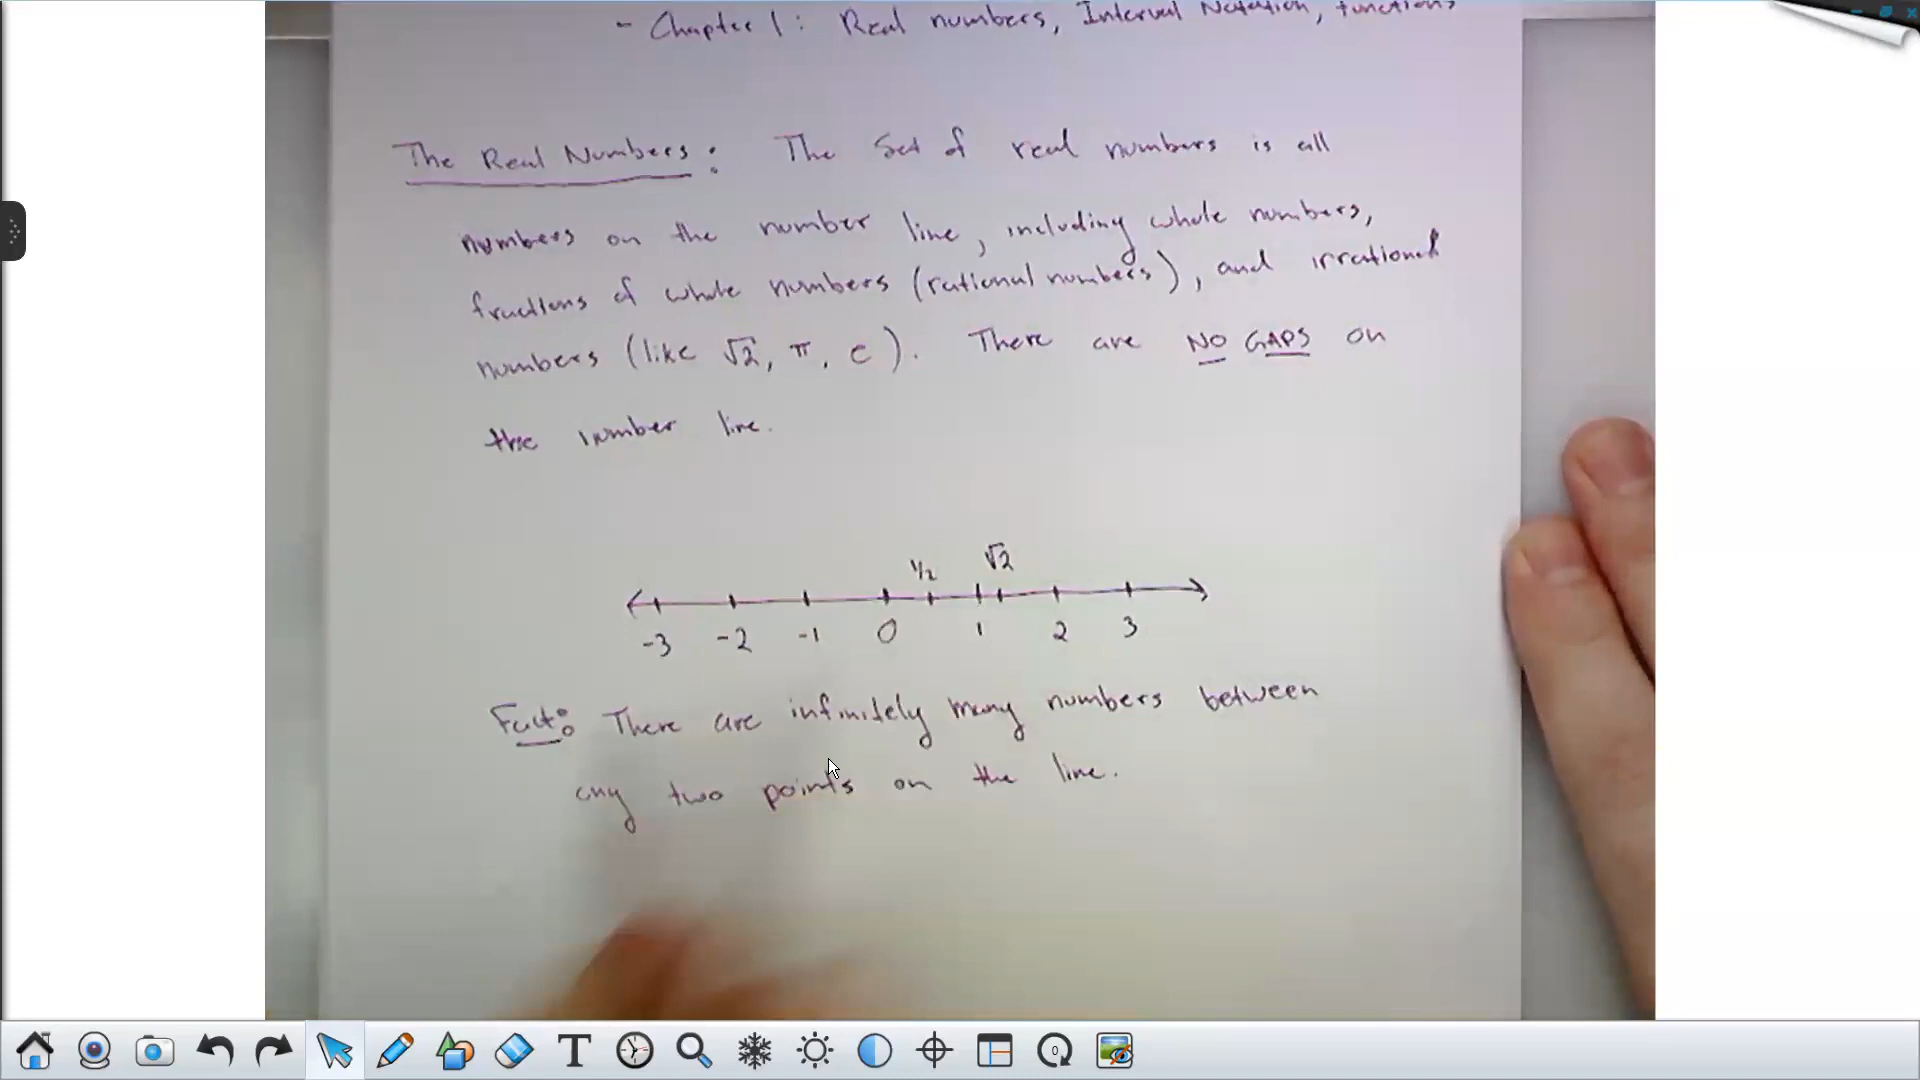 - Chapter 1: Real numbers, Interval Notation, functions
The Real Numbers: The set of real numbers is all
numbers on the number line, including whole numbers,
fractions of whole numbers (rational numbers), and irrational
numbers (like √2, π, e). There are NO GAPS on
the number line.
1/2 √2
-3 -2 -1 0 1 2 3
Fact: There are infinitely many numbers between
any two points on the line.
T
0